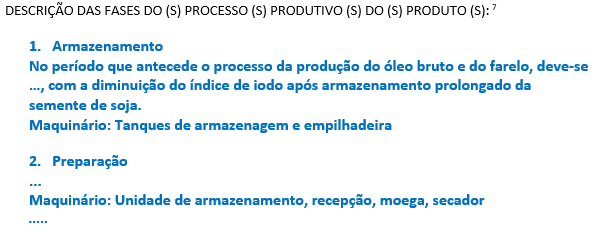 DESCRIÇÃO DAS FASES DO (S) PROCESSO (S) PRODUTIVO (S) DO (S) PRODUTO (S): 7
1. Armazenamento
No período que antecede o processo da produção do óleo bruto e do farelo, deve-se
..., com a diminuição do índice de iodo após armazenamento prolongado da
semente de soja.
Maquinário: Tanques de armazenagem e empilhadeira
2. Preparação
...
Maquinário: Unidade de armazenamento, recepção, moega, secador
.....